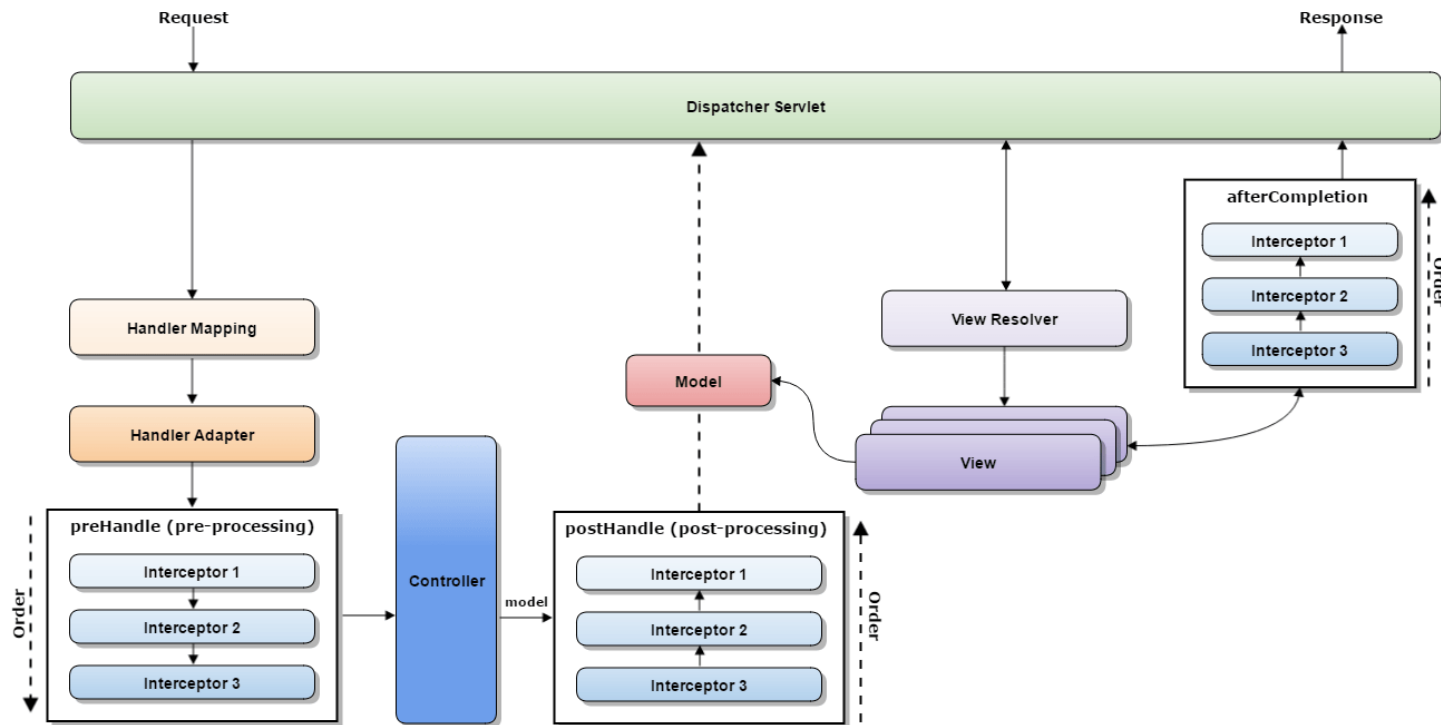 Request
Response
Dispatcher Servlet
afterCompletion
Interceptor 1
Interceptor 2
Interceptor 3
Order
Handler Mapping
View Resolver
Model
Handler Adapter
View
preHandle (pre-processing)
Interceptor 1
Interceptor 2
Interceptor 3
Order
Controller
model
postHandle (post-processing)
Interceptor 1
Interceptor 2
Interceptor 3
Order